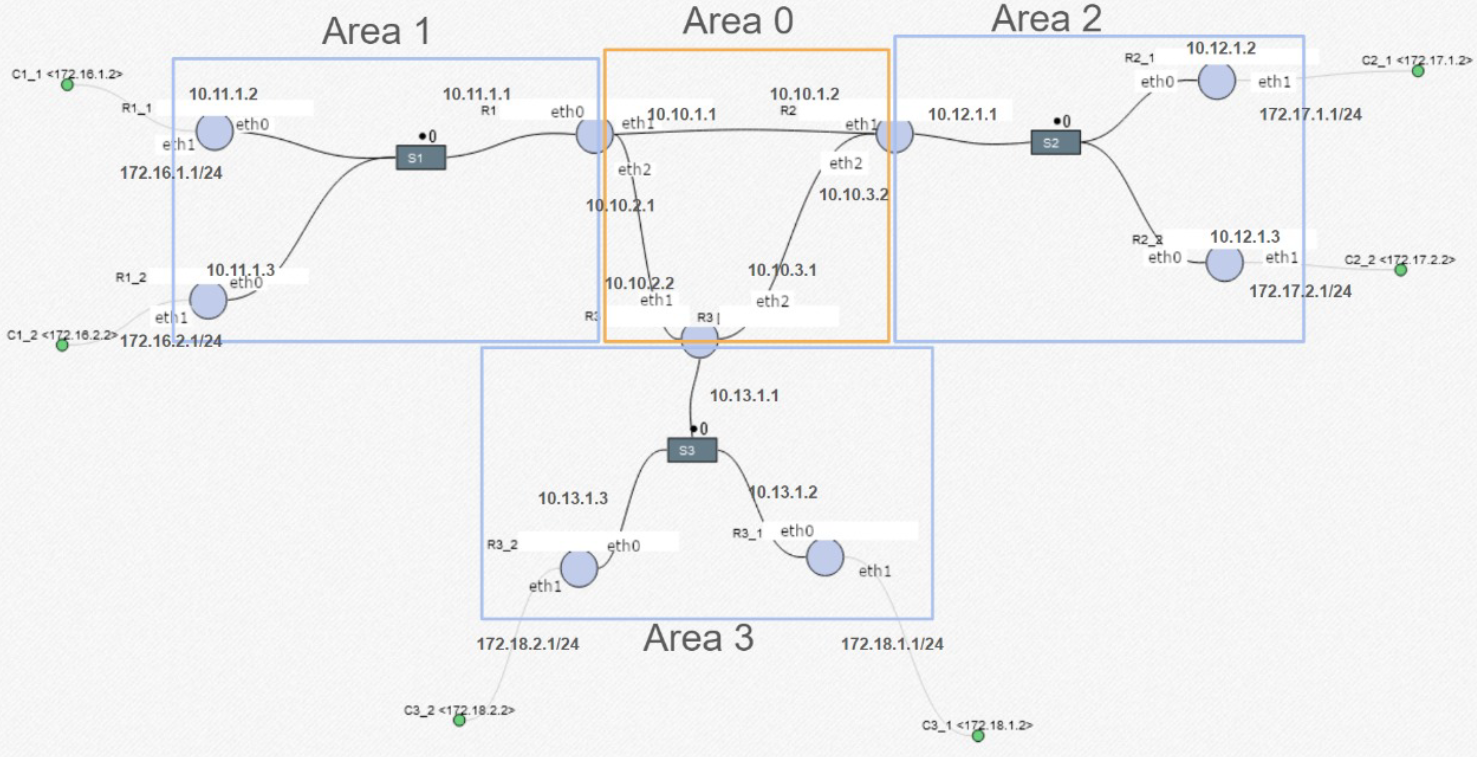 Area 1
Area 0
Area 2
C1_1 <172.16.1.2>
R1_1
10.11.1.2
eth0
eth1
172.16.1.1/24
0
S1
10.11.1.1
R1
eth0
eth1
10.10.1.1
eth2
10.10.2.1
10.10.1.2
R2
eth1
eth2
10.10.3.2
10.12.1.1
0
S2
R2_1
10.12.1.2
eth0
eth1
C2_1 <172.17.1.2>
172.17.1.1/24
R2_2
10.12.1.3
eth0
eth1
C2_2 <172.17.2.2>
172.17.2.1/24
R1_2
10.11.1.3
eth0
eth1
C1_2 <172.16.2.2>
172.16.2.1/24
10.10.2.2
eth1
10.10.3.1
eth2
R3
R3 |
10.13.1.1
0
S3
10.13.1.3
10.13.1.2
R3_2
eth0
eth1
R3_1
eth0
eth1
172.18.2.1/24
Area 3
172.18.1.1/24
C3_2 <172.18.2.2>
C3_1 <172.18.1.2>